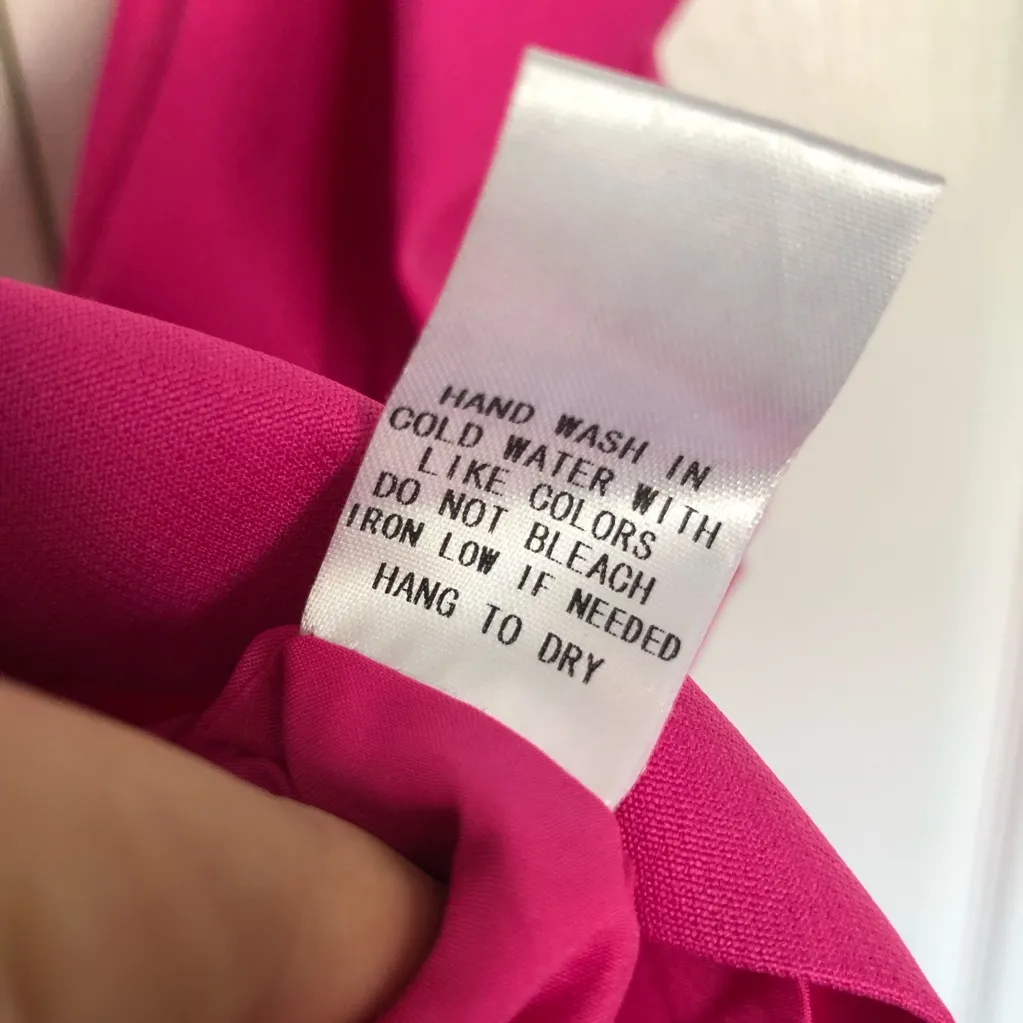 HAND WASH IN
COLD WATER WITH
LIKE COLORS
DO NOT BLEACH
IRON LOW IF NEEDED
HANG TO DRY